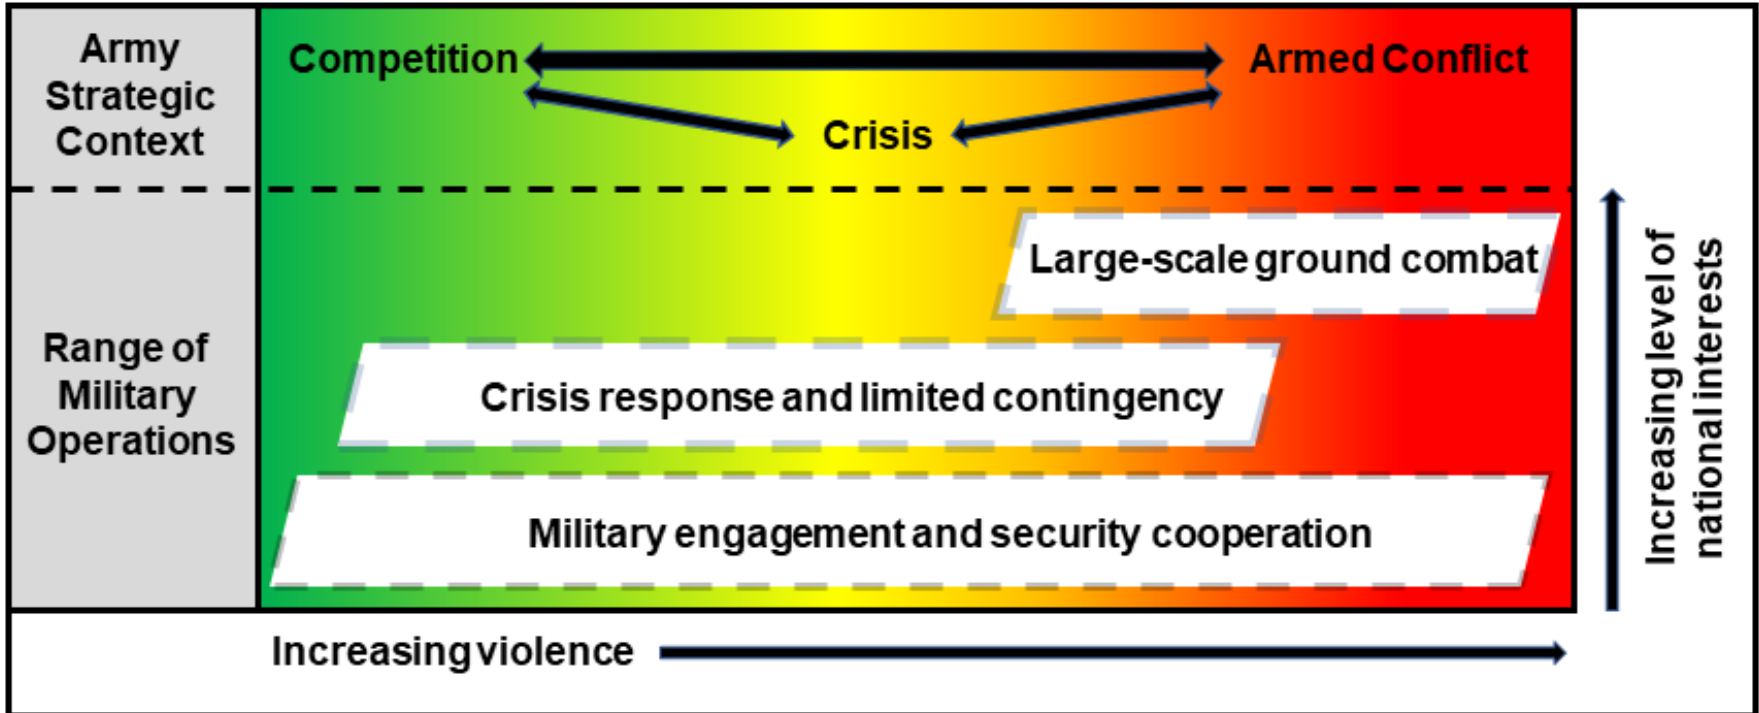 Army
Strategic
Context
Competition
Armed Conflict
Crisis
Range of
Military
Operations
Large-scale ground combat
Crisis response and limited contingency
Military engagement and security cooperation
Increasing level of
national interests
Increasing violence